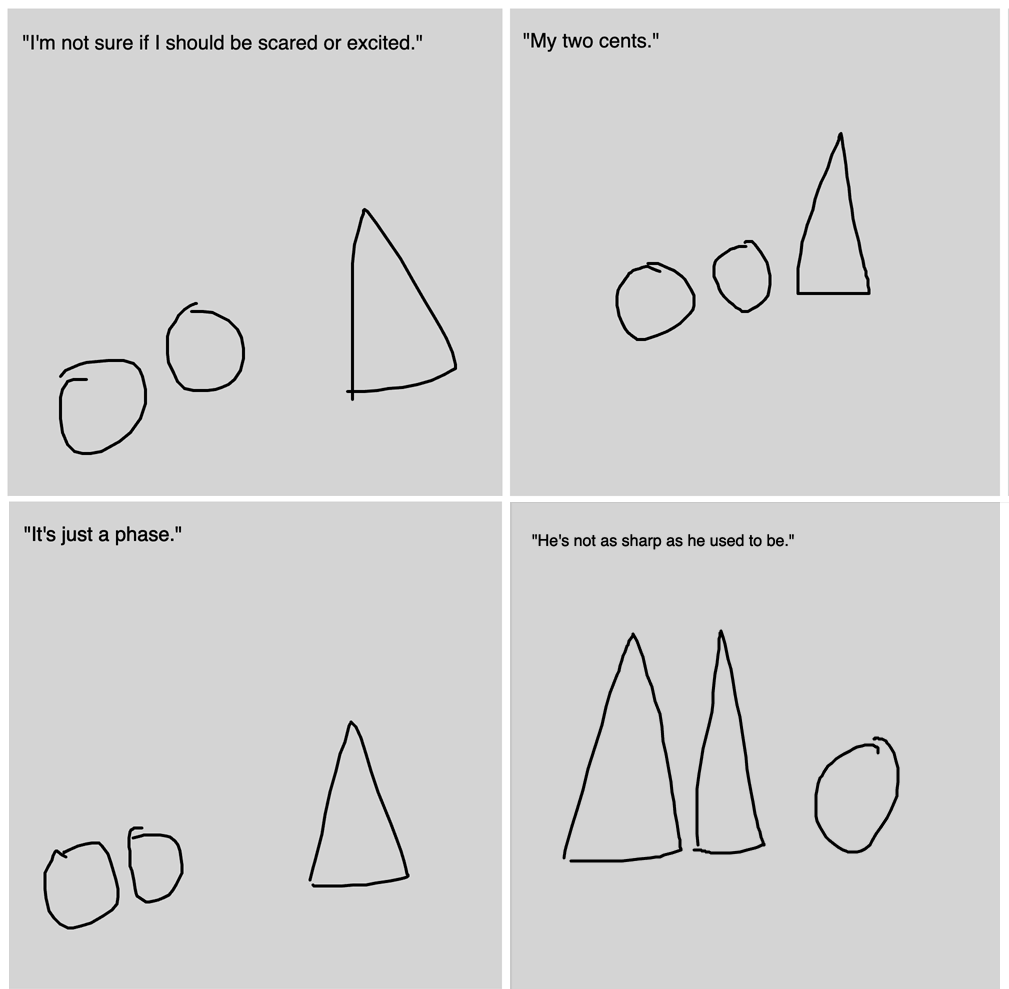 "I'm not sure if I should be scared or excited."
"My two cents."
"It's just a phase."
"He's not as sharp as he used to be."